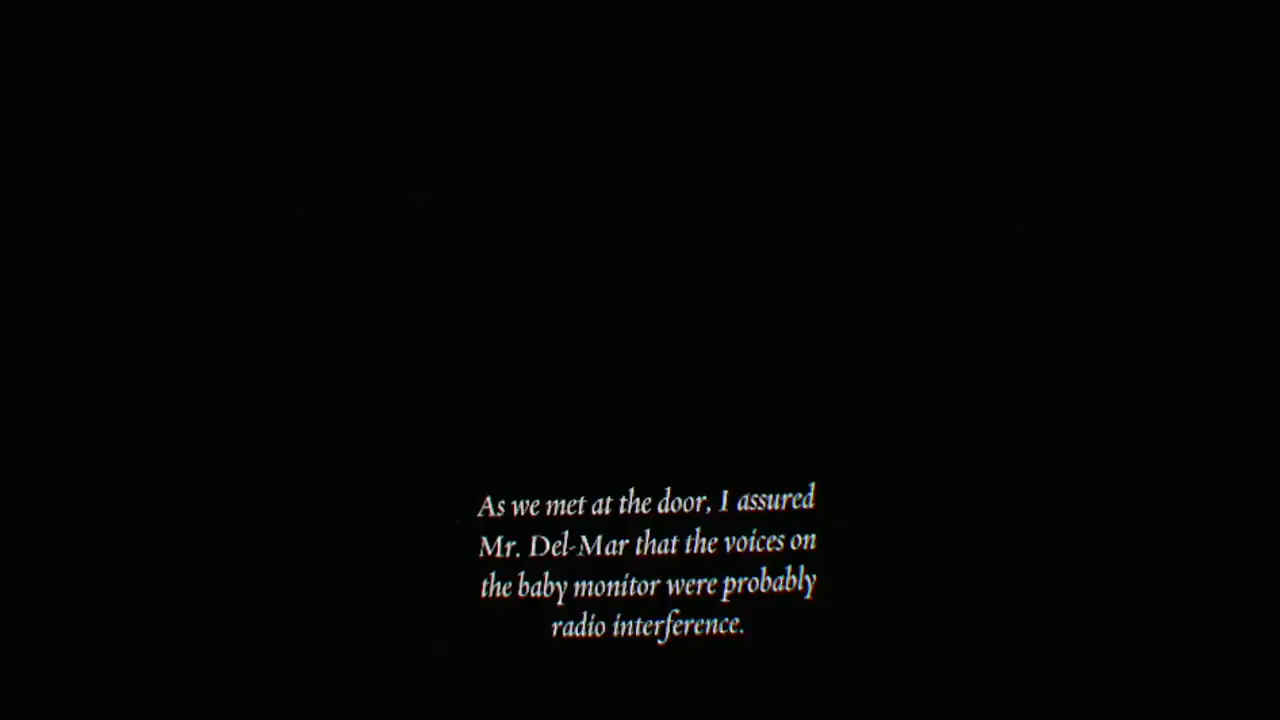 As we met at the door, I assured
Mr. Del-Mar that the voices on
the baby monitor were probably
radio interference.